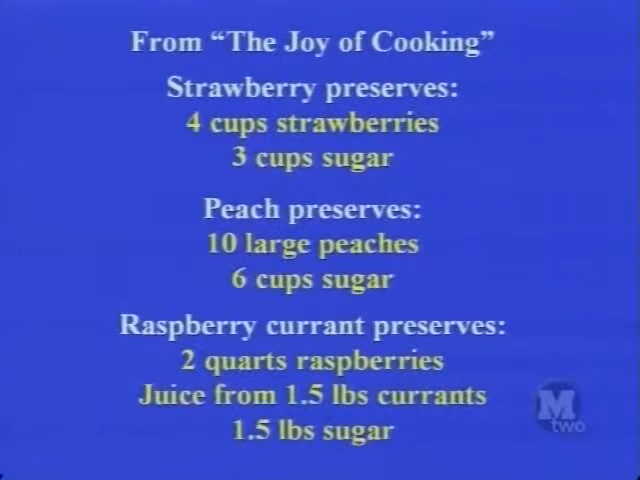 From “The Joy of Cooking”
Strawberry preserves:
4 cups strawberries
3 cups sugar
Peach preserves:
10 large peaches
6 cups sugar
Raspberry currant preserves:
2 quarts raspberries
Juice from 1.5 lbs currants
1.5 lbs sugar
M
two